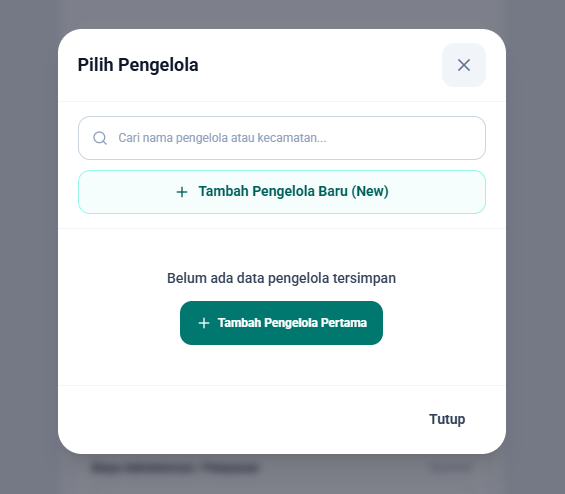 Pilih Pengelola
Cari nama pengelola atau kecamatan...
Tambah Pengelola Baru (New)
Belum ada data pengelola tersimpan
Tambah Pengelola Pertama
Tutup